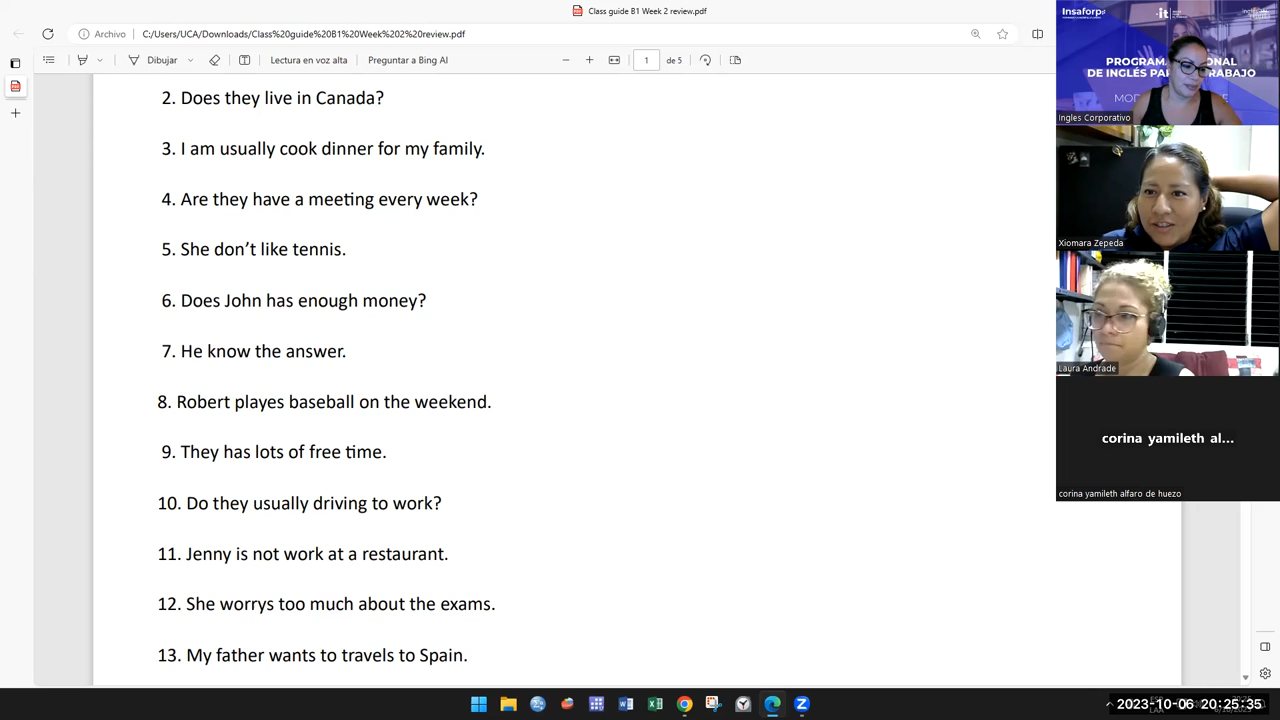 Class guide B1 Week 2 review.pdf
Archivo
C:/Users/UCA/Downloads/Class%20guide%20B1%20Week%202%20review.pdf
Dibujar
Lectura en voz alta
Preguntar a Bing AI
1
de 5
2. Does they live in Canada?
3. I am usually cook dinner for my family.
4. Are they have a meeting every week?
5. She don’t like tennis.
6. Does John has enough money?
7. He know the answer.
8. Robert playes baseball on the weekend.
9. They has lots of free time.
10. Do they usually driving to work?
11. Jenny is not work at a restaurant.
12. She worrys too much about the exams.
13. My father wants to travels to Spain.
Insaforp
DE INGLÉS
Ingles Corporativo
Xiomara Zepeda
Laura Andrade
corina yamileth al...
corina yamileth alfaro de huezo
2023-10-06 20:25:35